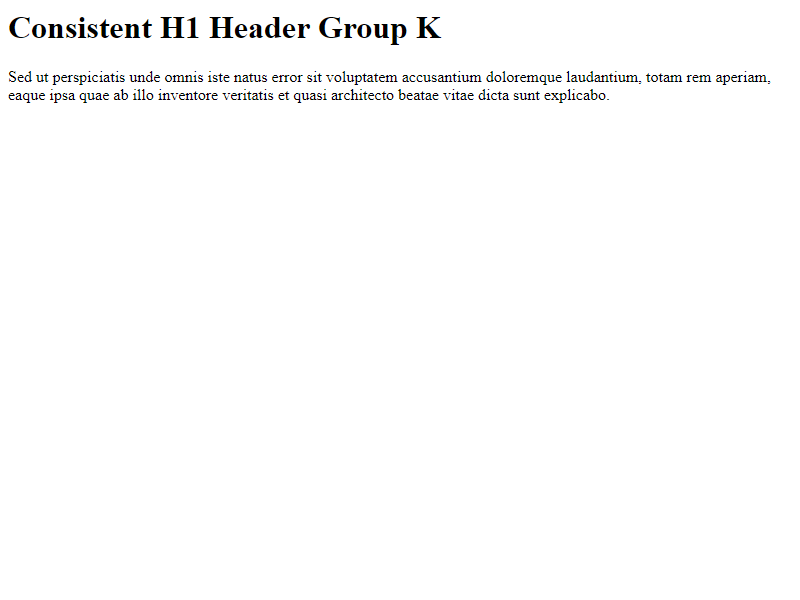 Consistent H1 Header Group K
Sed ut perspiciatis unde omnis iste natus error sit voluptatem accusantium doloremque laudantium, totam rem aperiam,
eaque ipsa quae ab illo inventore veritatis et quasi architecto beatae vitae dicta sunt explicabo.